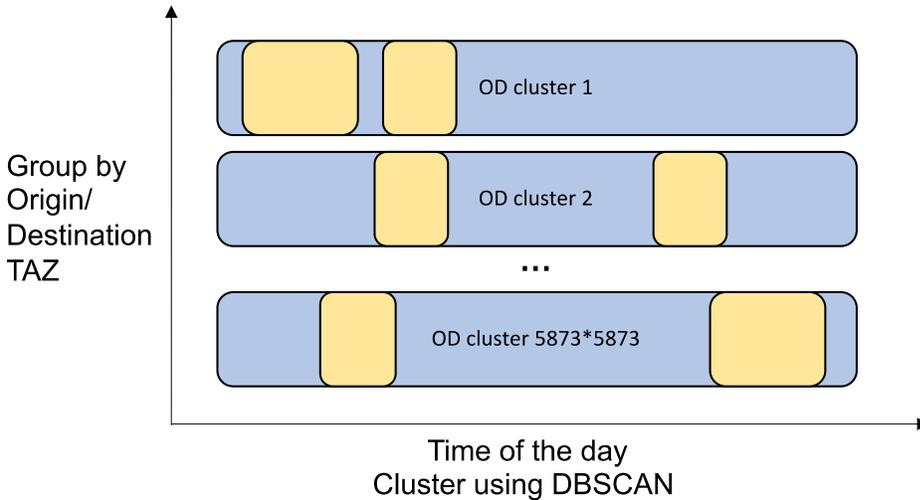 OD cluster 1
Group by
Origin/
Destination
TAZ
OD cluster 2
...
OD cluster 5873*5873
Time of the day
Cluster using DBSCAN